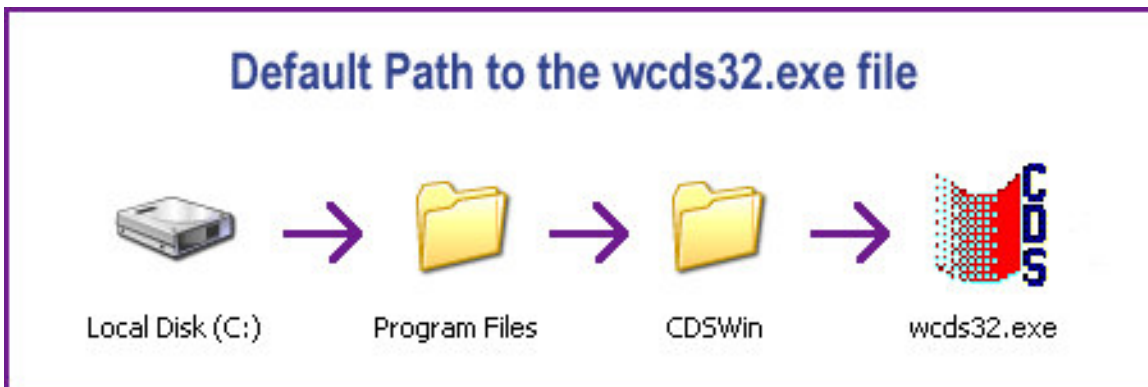 Default Path to the wcds32.exe file
CDS
Local Disk (C:)
Program Files
CDSWin
wcds32.exe